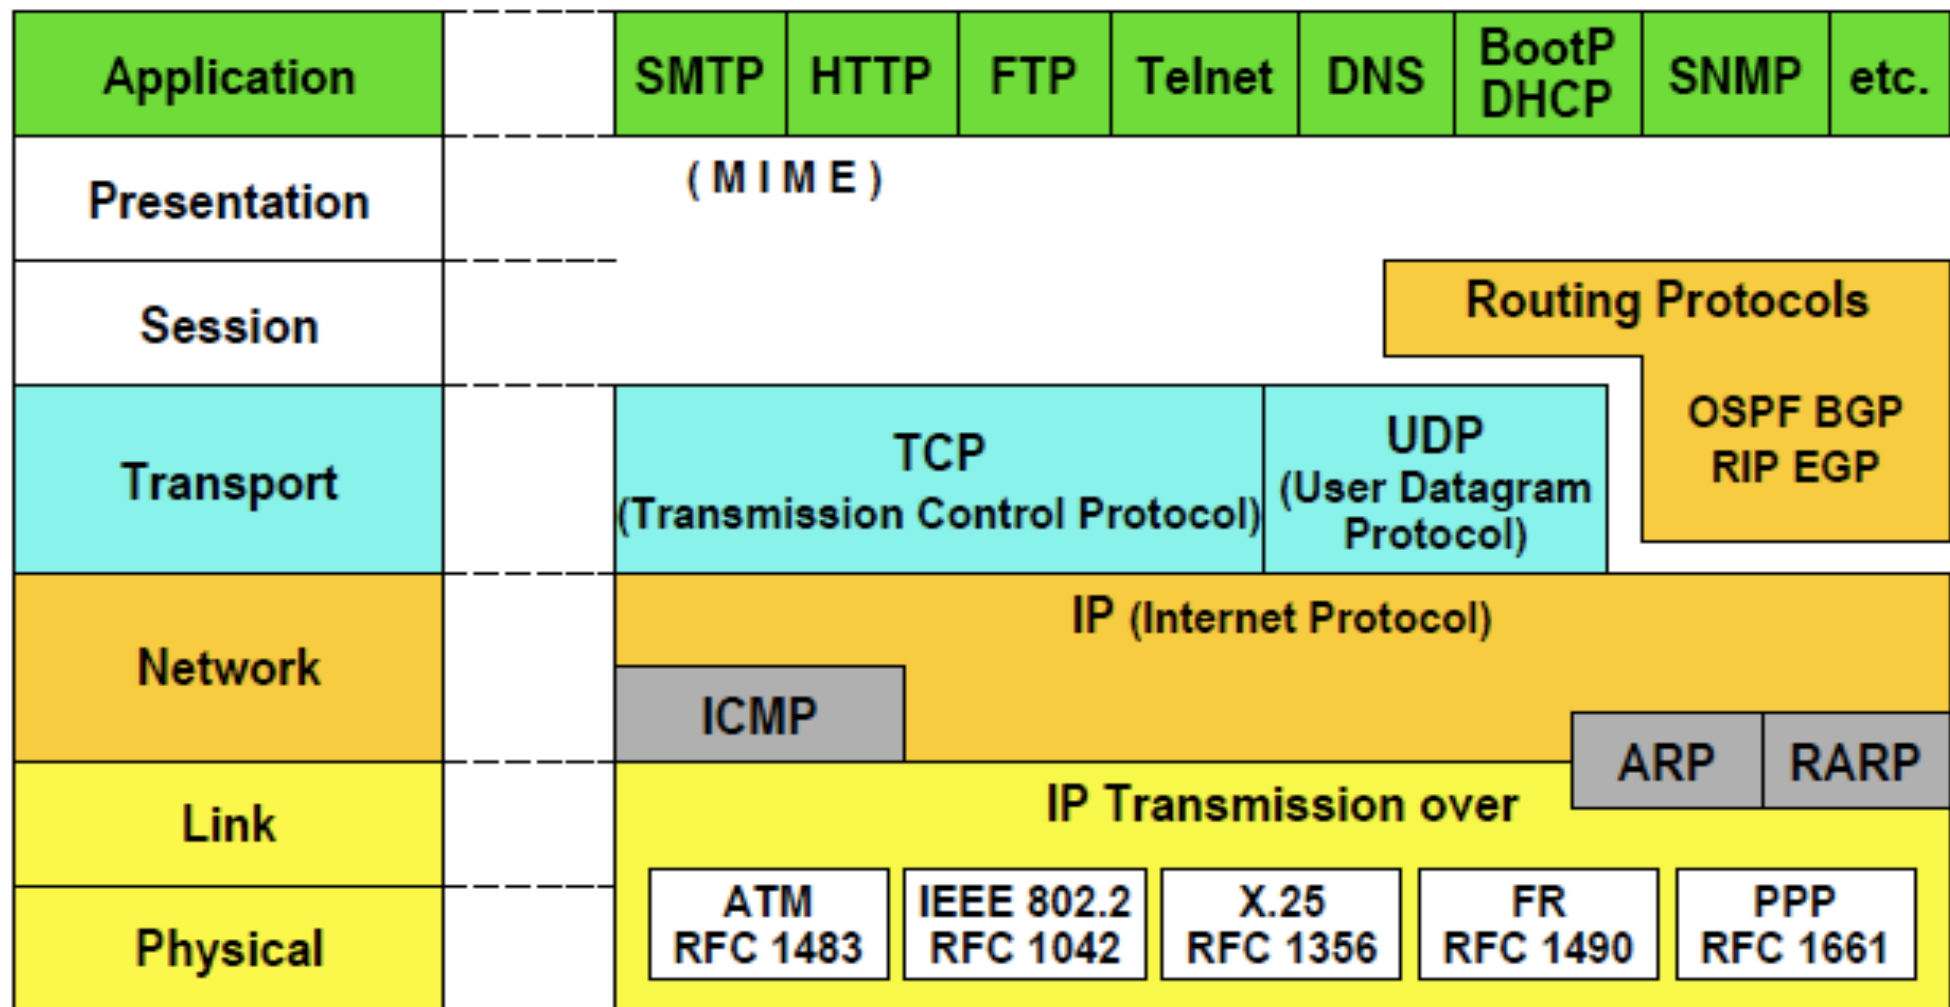 Application
SMTP
HTTP
FTP
Telnet
DNS
BootP
DHCP
SNMP
etc.
Presentation
( M I M E )
Session
Routing Protocols
OSPF BGP
RIP EGP
Transport
TCP
(Transmission Control Protocol)
UDP
(User Datagram
Protocol)
Network
IP (Internet Protocol)
ICMP
ARP
RARP
Link
IP Transmission over
Physical
ATM
RFC 1483
IEEE 802.2
RFC 1042
X.25
RFC 1356
FR
RFC 1490
PPP
RFC 1661